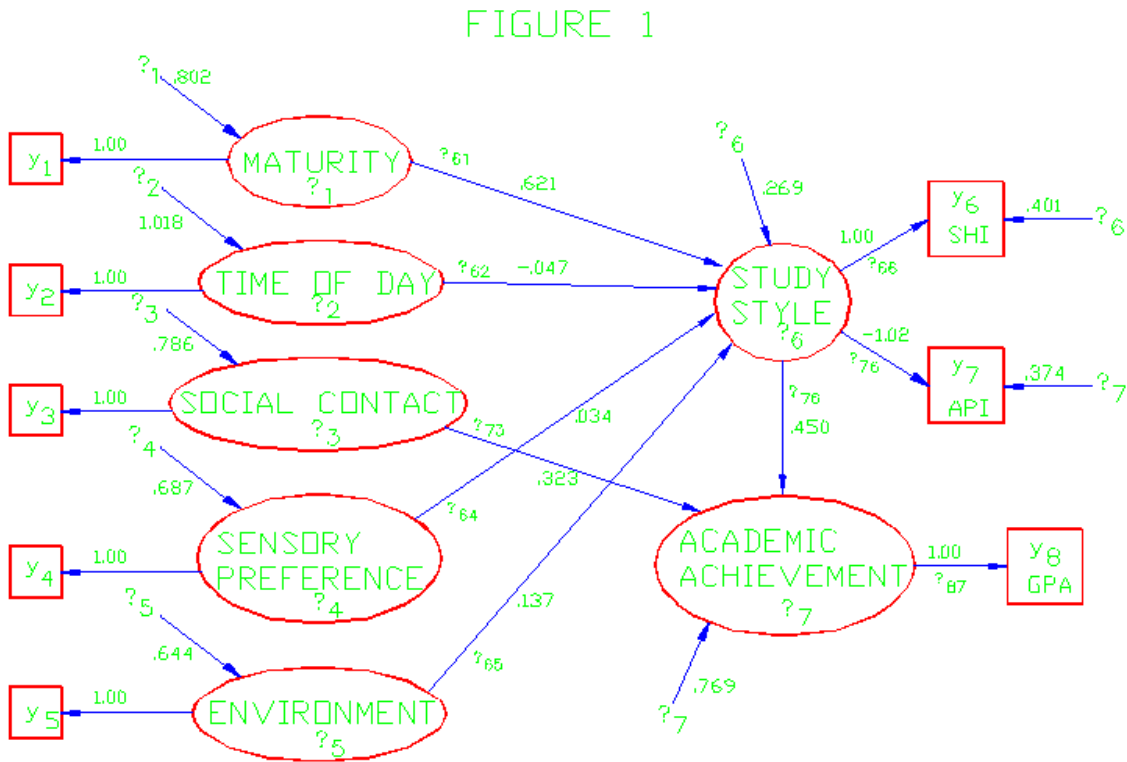 FIGURE 1
?1 .802
y1
1.00
MATURITY
?1
?61
.621
?2
1.018
y2
1.00
TIME OF DAY
?2
?62 -.047
?3
.786
y3
1.00
SOCIAL CONTACT
?3
?73
.323
?4
.687
y4
1.00
SENSORY
PREFERENCE
?4
?64
.034
?5
.644
y5
1.00
ENVIRONMENT
?5
?65
.137
?6
.269
STUDY
STYLE
?6
1.00
?66
y6
SHI
.401
?6
-1.02
?76
y7
API
.374
?7
?76
.450
ACADEMIC
ACHIEVEMENT
?7
1.00
?87
y8
GPA
.769
?7